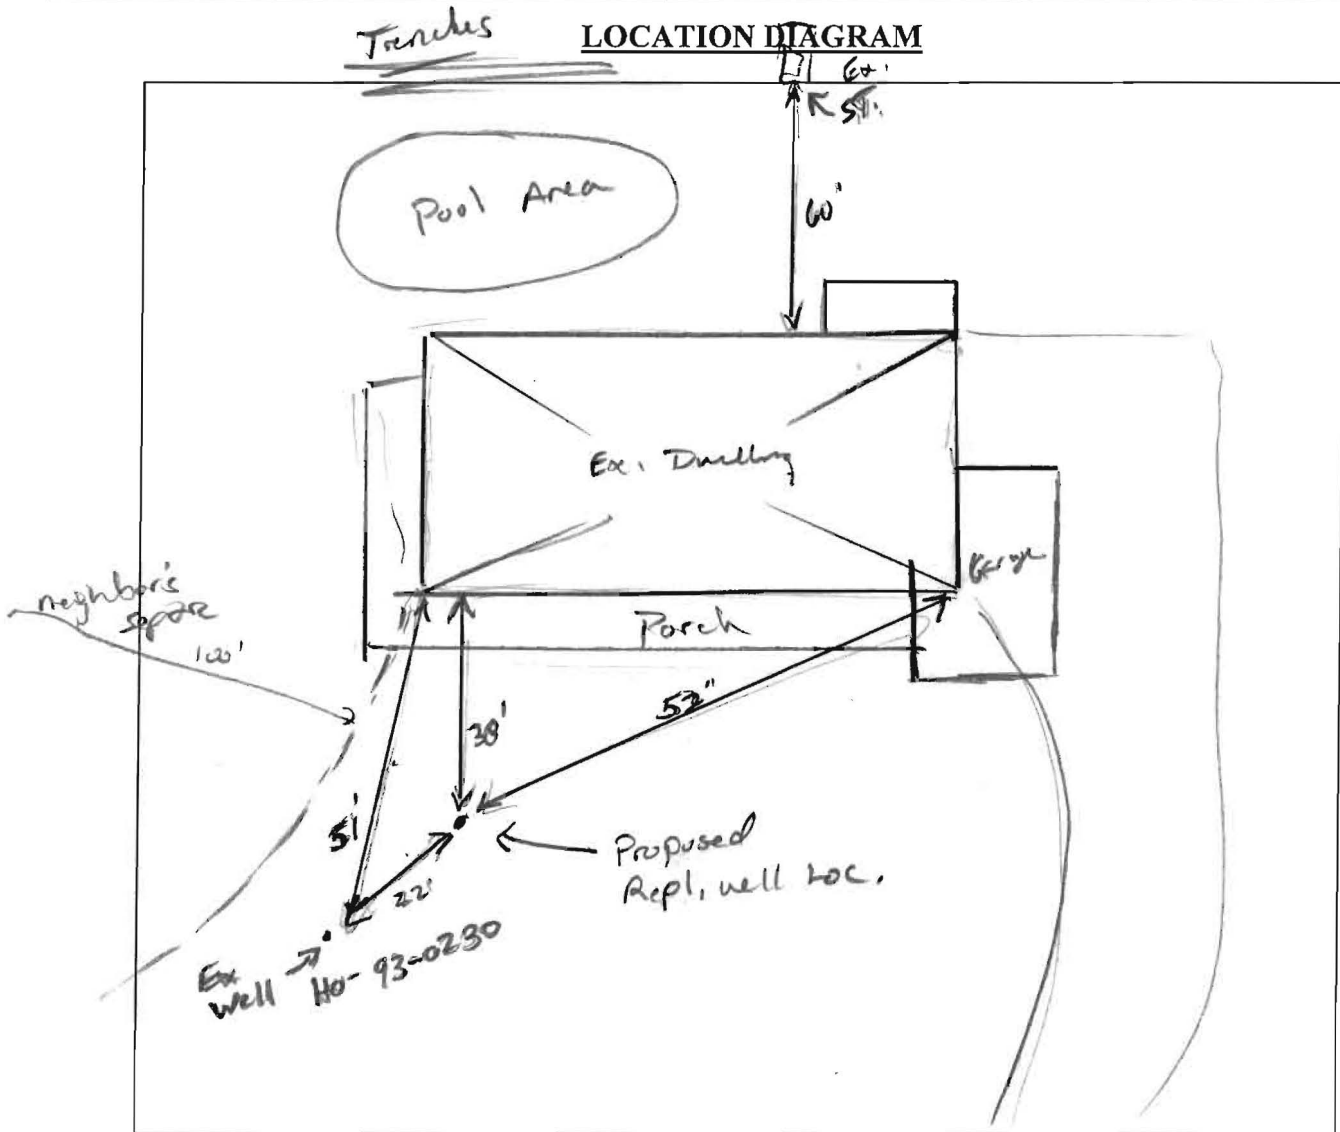 Trenches
LOCATION DIAGRAM
Ex.
S.T.
Pool Area
60'
Ex. Dwelling
Garage
neighbor's
septic
100'
Porch
52"
38'
51'
22'
Proposed
Repl. well Loc.
Ex
well HO-93-0230